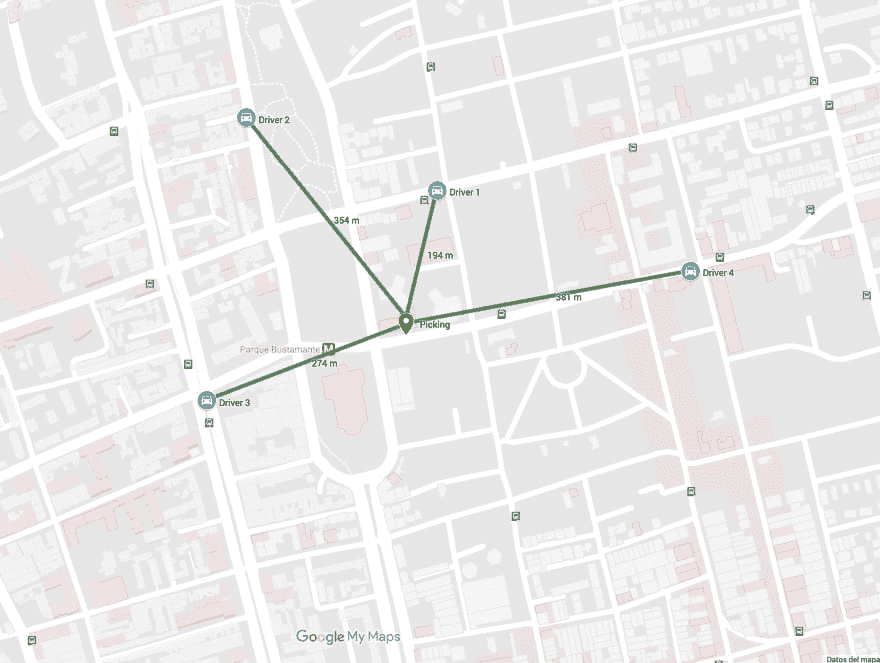 Driver 2
Driver 1
354 m
194 m
Driver 4
381 m
Picking
Parque Bustamante
274 m
Driver 3
Google My Maps
Datos del mapa